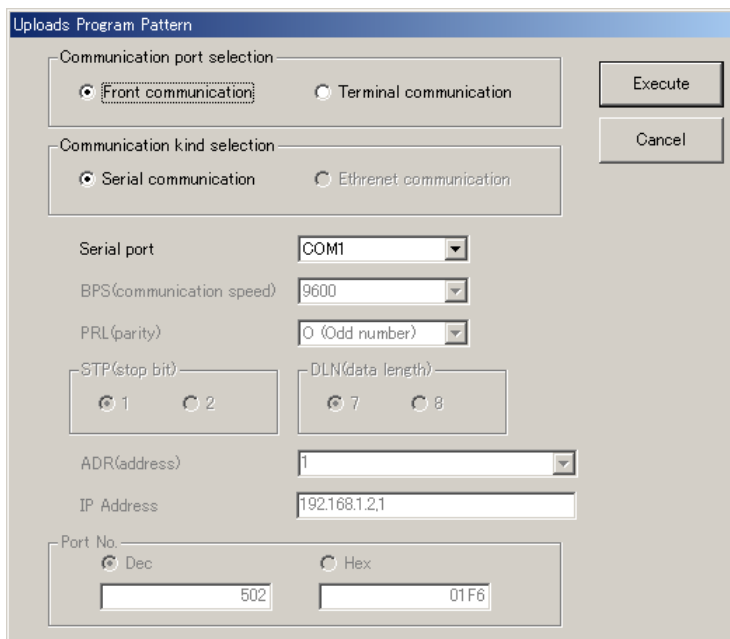 Uploads Program Pattern
Communication port selection
Front communication Terminal communication
Execute
Communication kind selection
Cancel
Serial communication Ethrenet communication
Serial port COM1
BPS(communication speed) 9600
PRL(parity) O (Odd number)
STP(stop bit) DLN(data length)
1 2 7 8
ADR(address) 1
IP Address 192.168.1.2,1
Port No.
Dec Hex
502 01F6